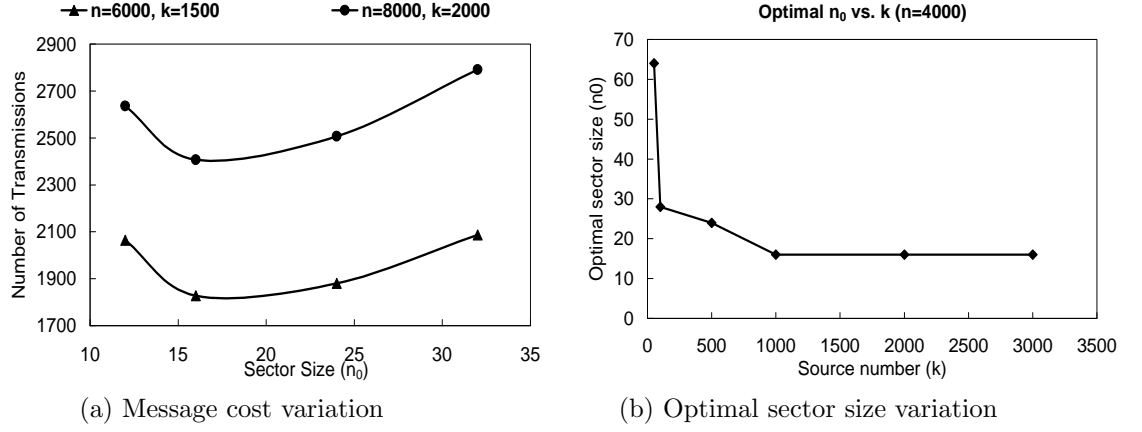 n=6000, k=1500 n=8000, k=2000
Number of Transmissions
2900
2700
2500
2300
2100
1900
1700
10 15 20 25 30 35
Sector Size (n₀)
(a) Message cost variation
Optimal n₀ vs. k (n=4000)
Optimal sector size (n0)
70
60
50
40
30
20
10
0
0 500 1000 1500 2000 2500 3000 3500
Source number (k)
(b) Optimal sector size variation